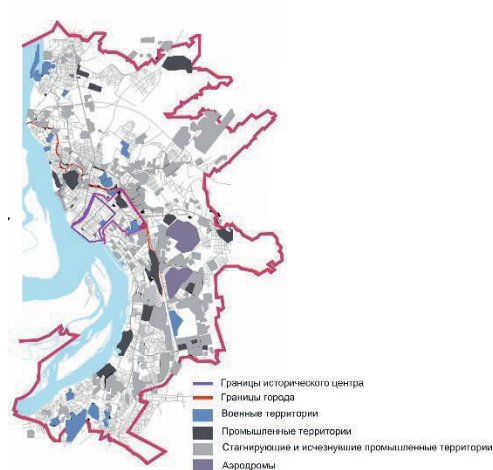 Границы исторического центра
Границы города
Военные территории
Промышленные территории
Стагнирующие и исчезнувшие промышленные территории
Аэродромы